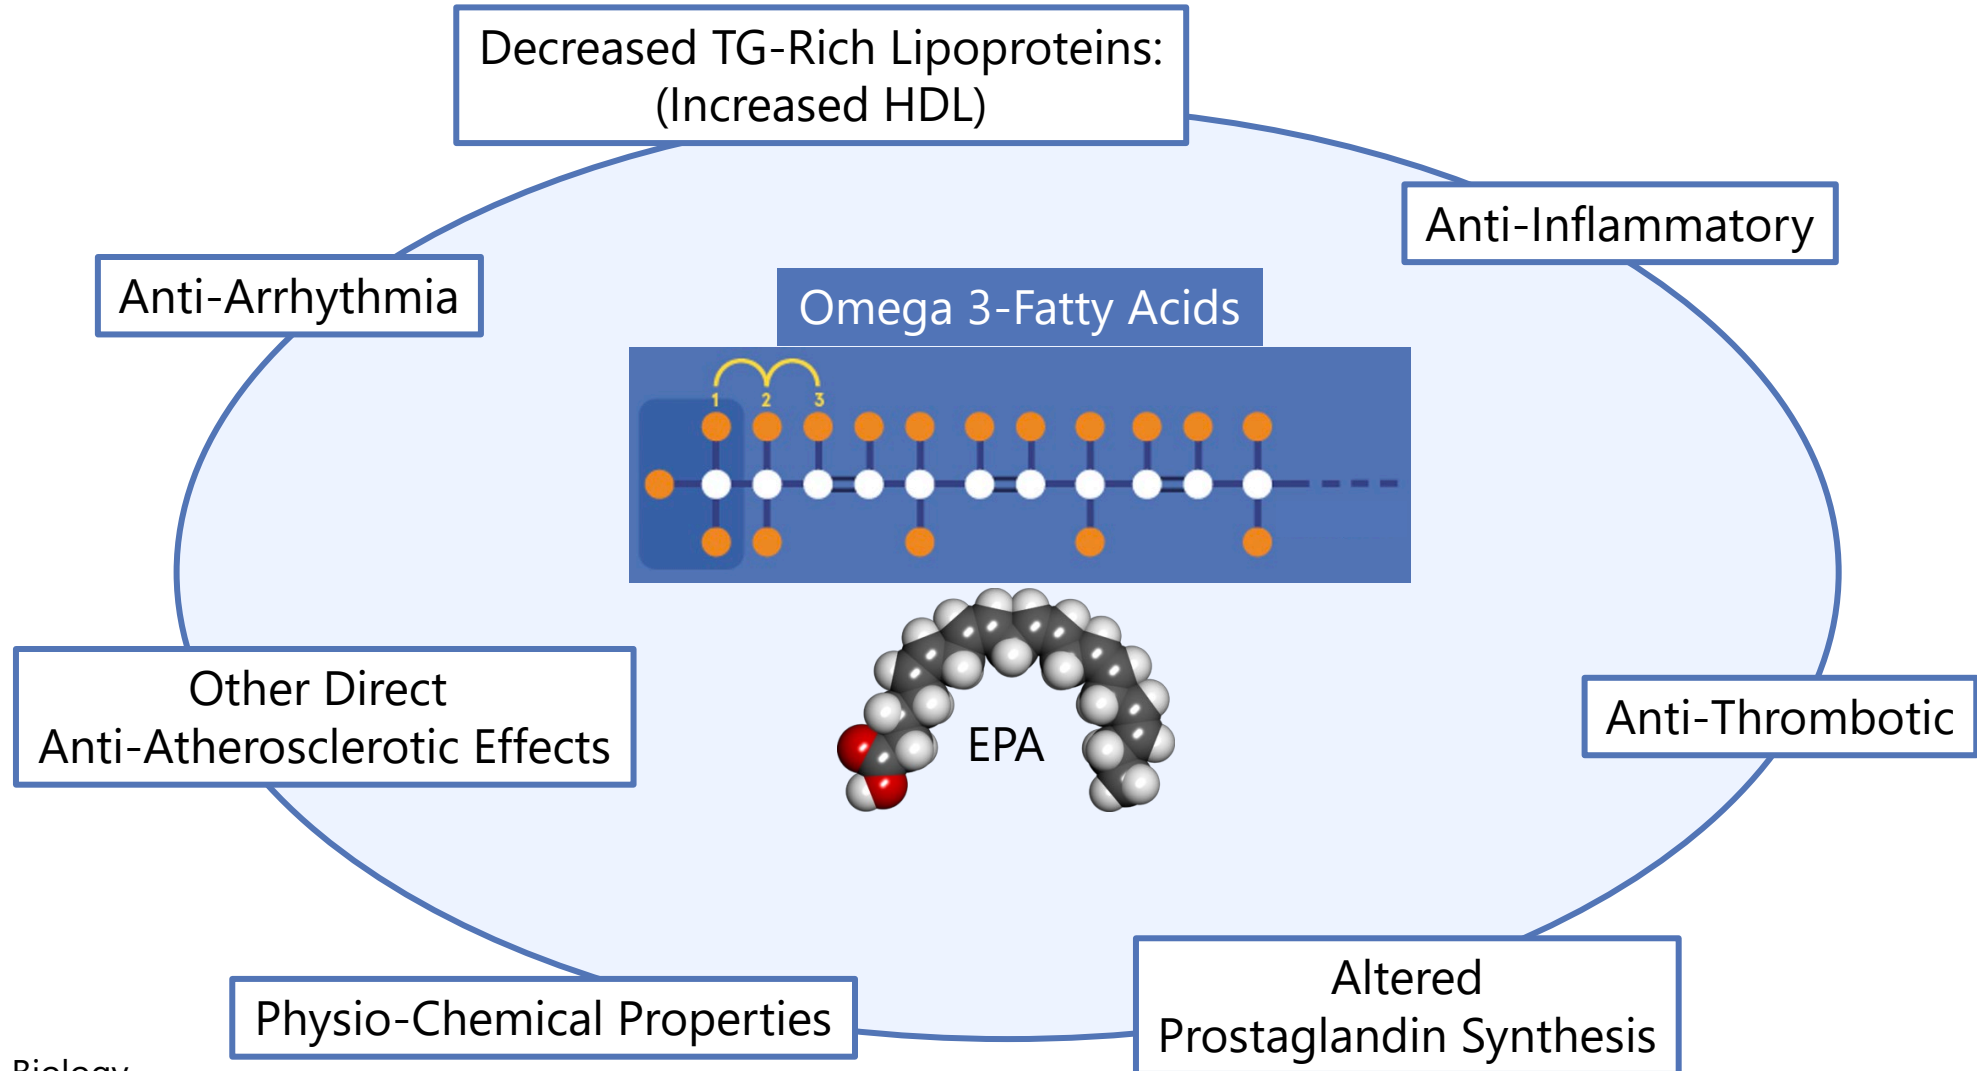 Decreased TG-Rich Lipoproteins:
(Increased HDL)
Anti-Inflammatory
Anti-Arrhythmia
Omega 3-Fatty Acids
1 2 3
Other Direct
Anti-Atherosclerotic Effects
Anti-Thrombotic
EPA
Physio-Chemical Properties
Altered
Prostaglandin Synthesis
Biology